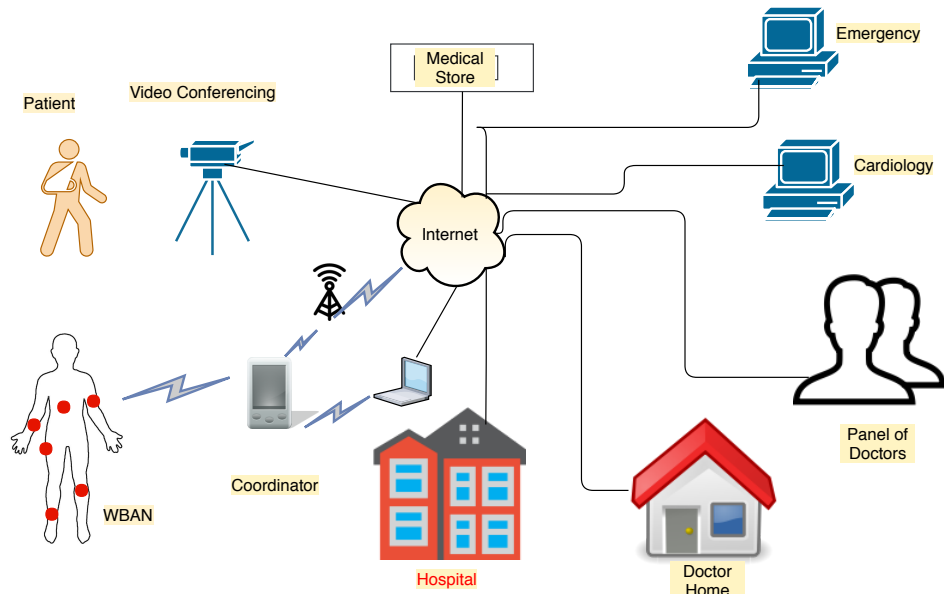 Medical
Store
Emergency
Patient
Video Conferencing
Cardiology
Internet
Panel of
Doctors
Coordinator
WBAN
Hospital
Doctor
Home